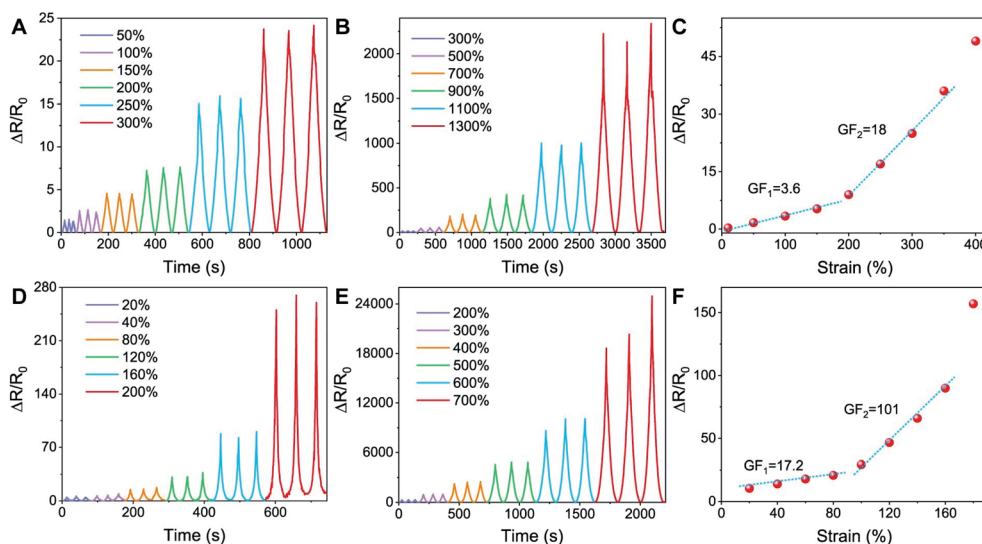 A
ΔR/R0
25
20
15
10
5
0
50%
100%
150%
200%
250%
300%
0 200 400 600 800 1000
Time (s)
B
ΔR/R0
2000
1500
1000
500
0
300%
500%
700%
900%
1100%
1300%
0 500 1000 1500 2000 2500 3000 3500
Time (s)
C
ΔR/R0
45
30
15
0
GF2=18
GF1=3.6
0 100 200 300 400
Strain (%)
D
ΔR/R0
280
210
140
70
0
20%
40%
80%
120%
160%
200%
0 200 400 600
Time (s)
E
ΔR/R0
24000
18000
12000
6000
0
200%
300%
400%
500%
600%
700%
0 500 1000 1500 2000
Time (s)
F
ΔR/R0
150
100
50
0
GF2=101
GF1=17.2
0 40 80 120 160
Strain (%)